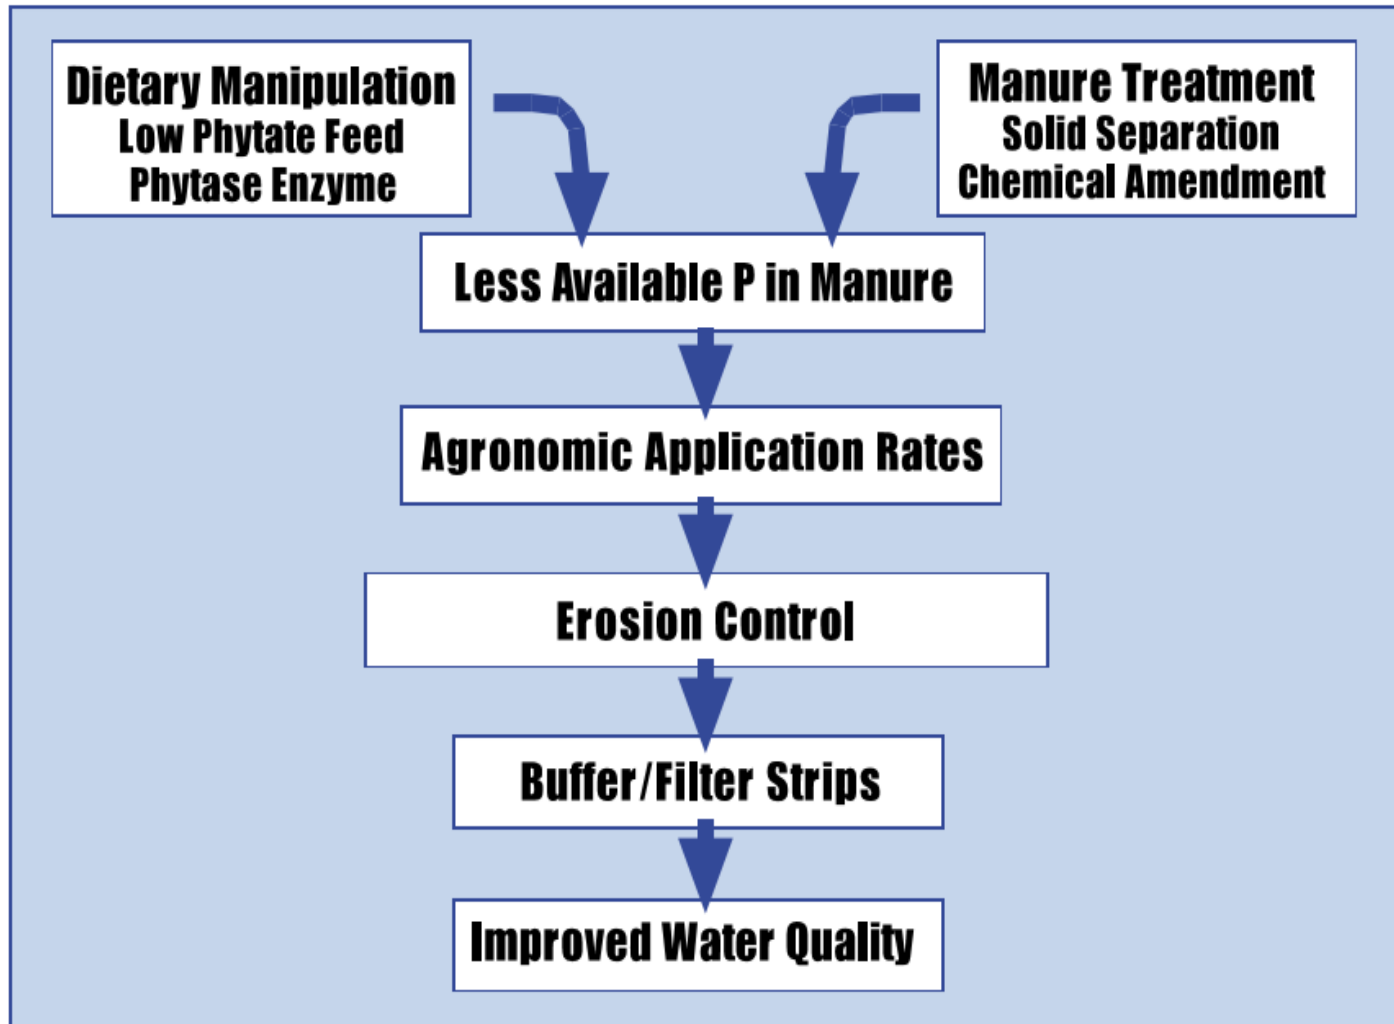 Dietary Manipulation
Low Phytate Feed
Phytase Enzyme
Manure Treatment
Solid Separation
Chemical Amendment
Less Available P in Manure
Agronomic Application Rates
Erosion Control
Buffer/Filter Strips
Improved Water Quality